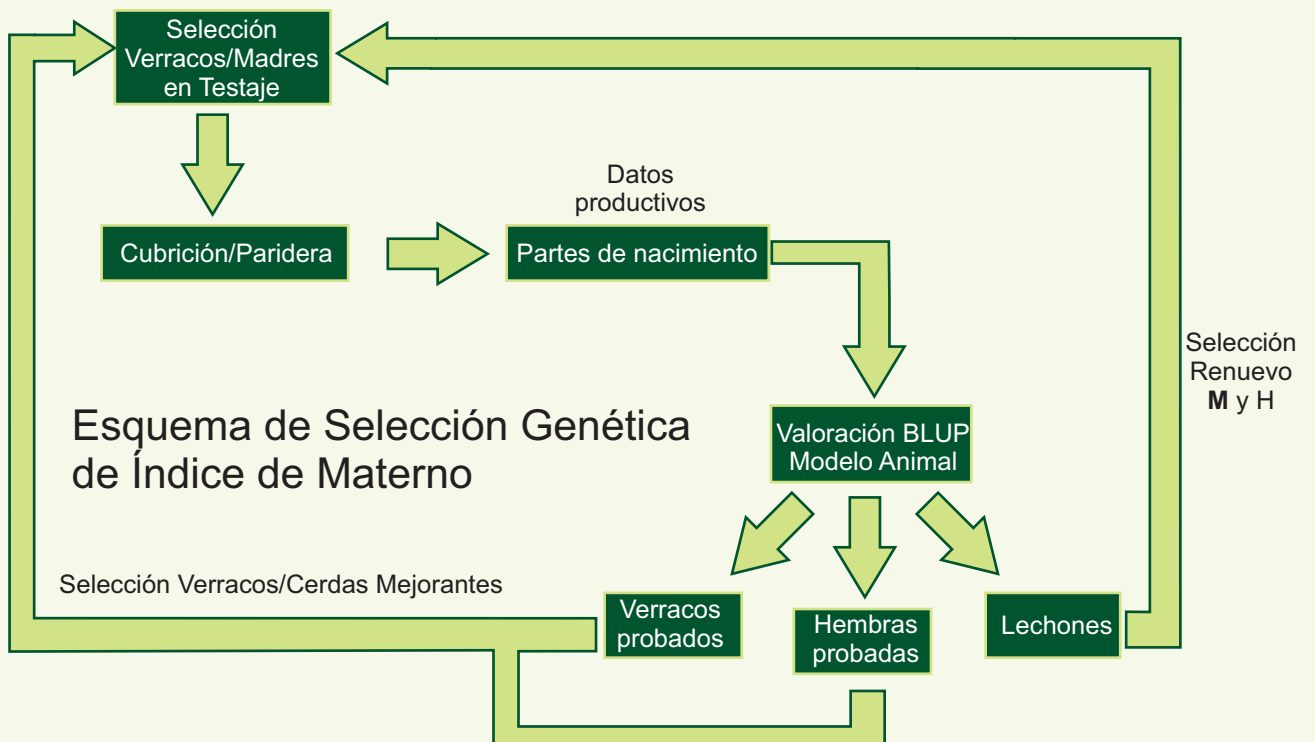 Selección
Verracos/Madres
en Testaje
Cubrición/Paridera
Datos
productivos
Partes de nacimiento
Selección
Renuevo
M y H
Esquema de Selección Genética
de Índice de Materno
Valoración BLUP
Modelo Animal
Selección Verracos/Cerdas Mejorantes
Verracos
probados
Hembras
probadas
Lechones